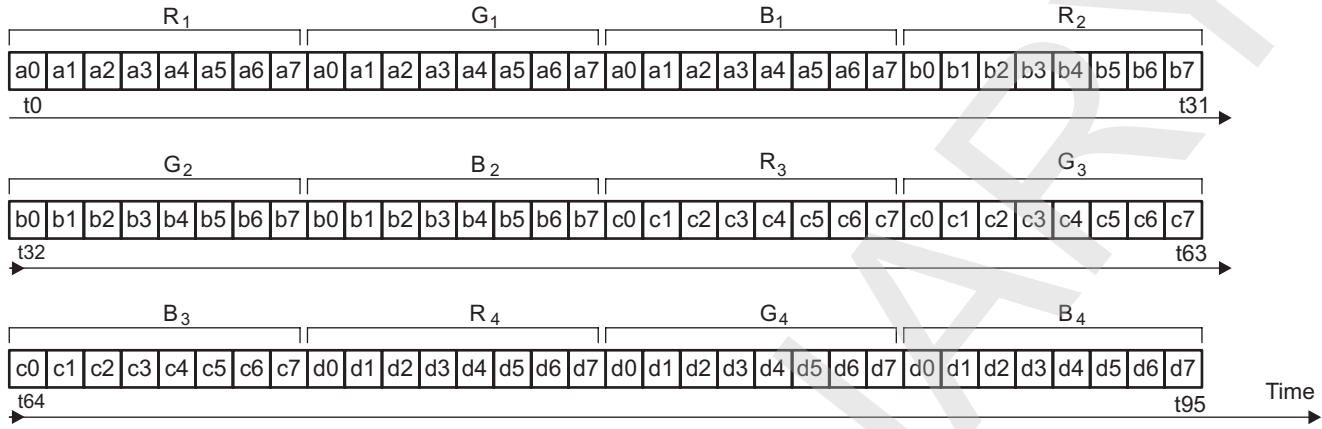 R1 G1 B1 R2
a0 a1 a2 a3 a4 a5 a6 a7 a0 a1 a2 a3 a4 a5 a6 a7 a0 a1 a2 a3 a4 a5 a6 a7 b0 b1 b2 b3 b4 b5 b6 b7
t0 t31
G2 B2 R3 G3
b0 b1 b2 b3 b4 b5 b6 b7 b0 b1 b2 b3 b4 b5 b6 b7 c0 c1 c2 c3 c4 c5 c6 c7 c0 c1 c2 c3 c4 c5 c6 c7
t32 t63
B3 R4 G4 B4
c0 c1 c2 c3 c4 c5 c6 c7 d0 d1 d2 d3 d4 d5 d6 d7 d0 d1 d2 d3 d4 d5 d6 d7 d0 d1 d2 d3 d4 d5 d6 d7
t64 t95 Time